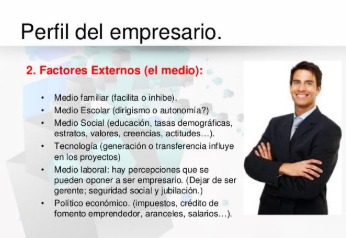 Perfil del empresario.
2. Factores Externos (el medio):
• Medio familiar (facilita o inhibe).
• Medio Escolar (dirigismo o autonomía?)
• Medio Social (educación, tasas demográficas,
estratos, valores, creencias, actitudes…).
• Tecnología (generación o transferencia influye
en los proyectos)
• Medio laboral: hay percepciones que se
pueden oponer a ser empresario. (Dejar de ser
gerente; seguridad social y jubilación.)
• Político económico. (impuestos, crédito de
fomento emprendedor, aranceles, salarios…).